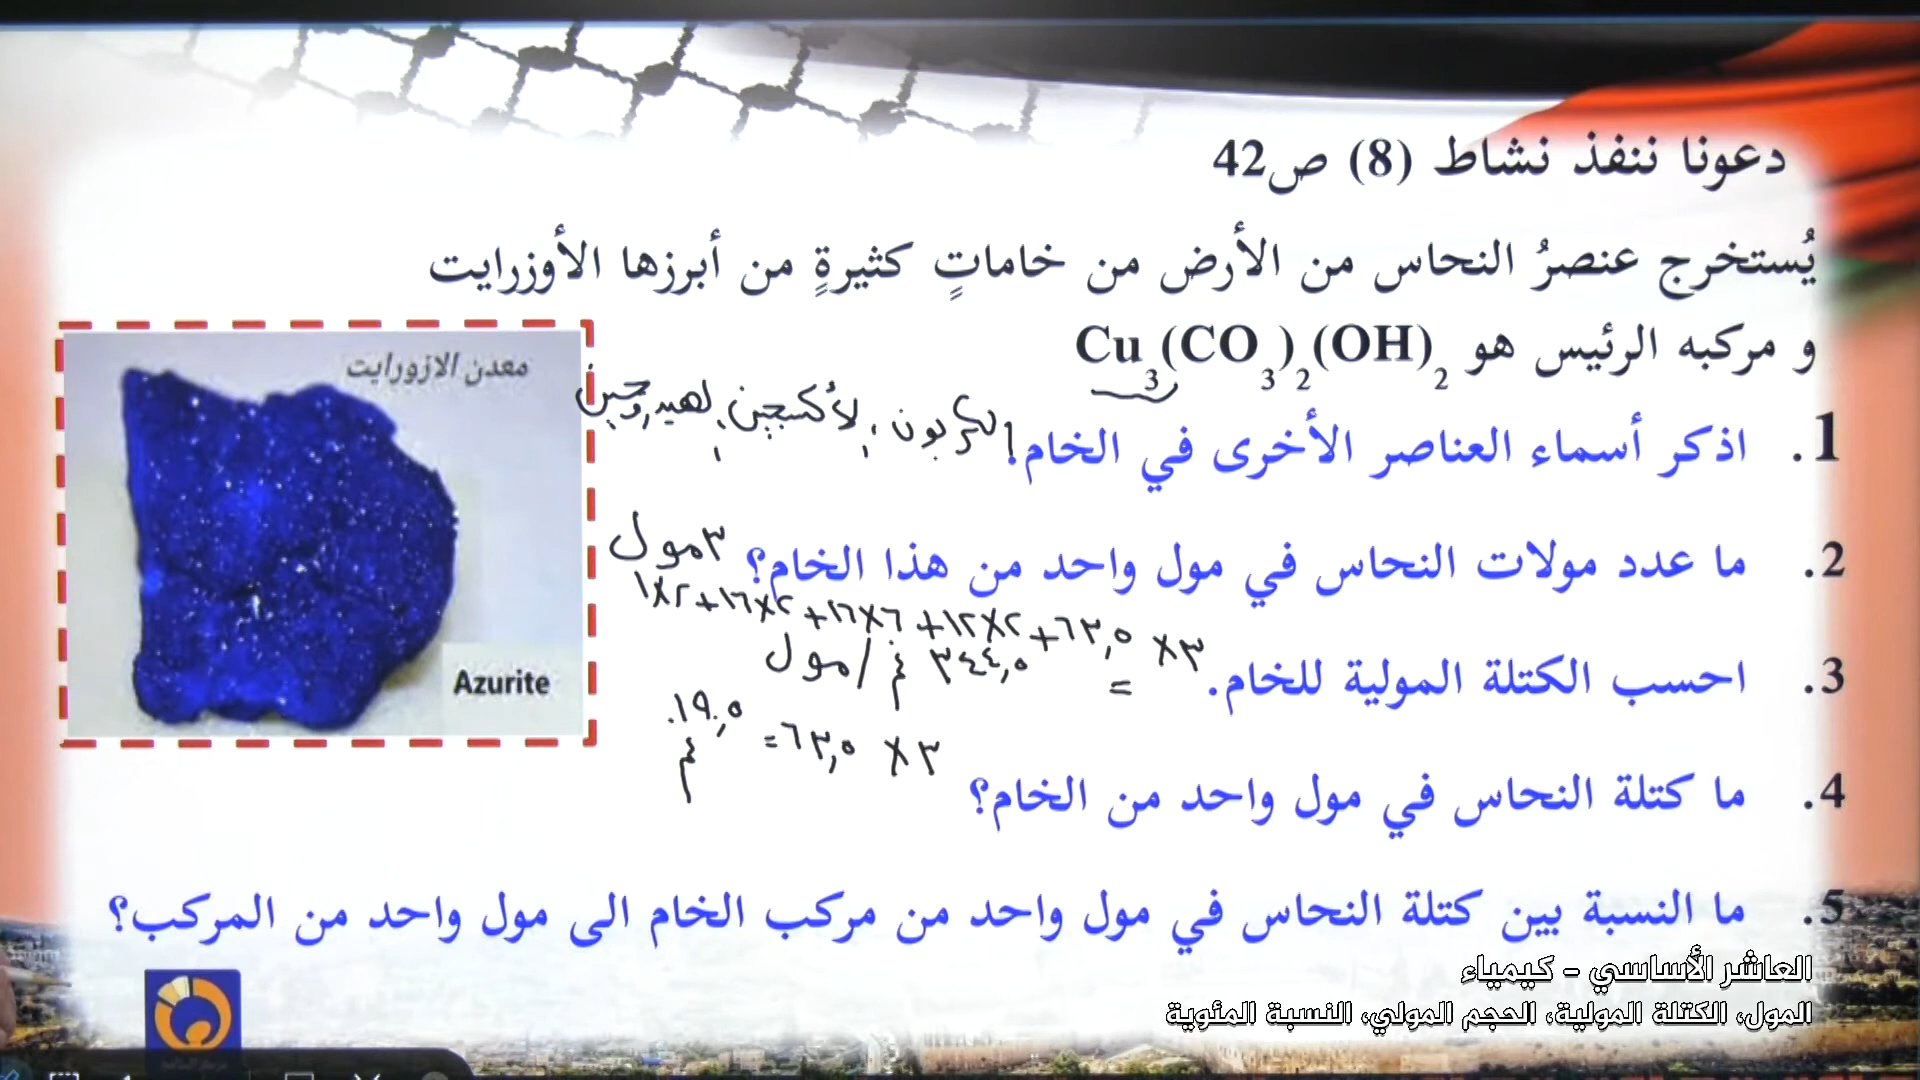 دعونا ننفذ نشاط (8) ص42
يُستخرج عنصرُ النحاس من الأرض من خاماتٍ كثيرةٍ من أبرزها الأوزرايت
و مركبه الرئيس هو Cu3(CO3)2(OH)2
معدن الازورايت
Azurite
1. اذكر أسماء العناصر الأخرى في الخام! الكربون، الأكسجين، الهيدروجين
2. ما عدد مولات النحاس في مول واحد من هذا الخام؟ ٣ مول
٣ × ٦٣,٥ + ١٢×٢ + ١٦×٦ + ١٦×٢ + ١×٢
3. احسب الكتلة المولية للخام. = ٣٤٤,٥ غ/مول
٣ × ٦٣,٥ = ١٩٠,٥ غ
4. ما كتلة النحاس في مول واحد من الخام؟
5. ما النسبة بين كتلة النحاس في مول واحد من مركب الخام الى مول واحد من المركب؟
العاشر الأساسي - كيمياء
المول، الكتلة المولية، الحجم المولي، النسبة المئوية